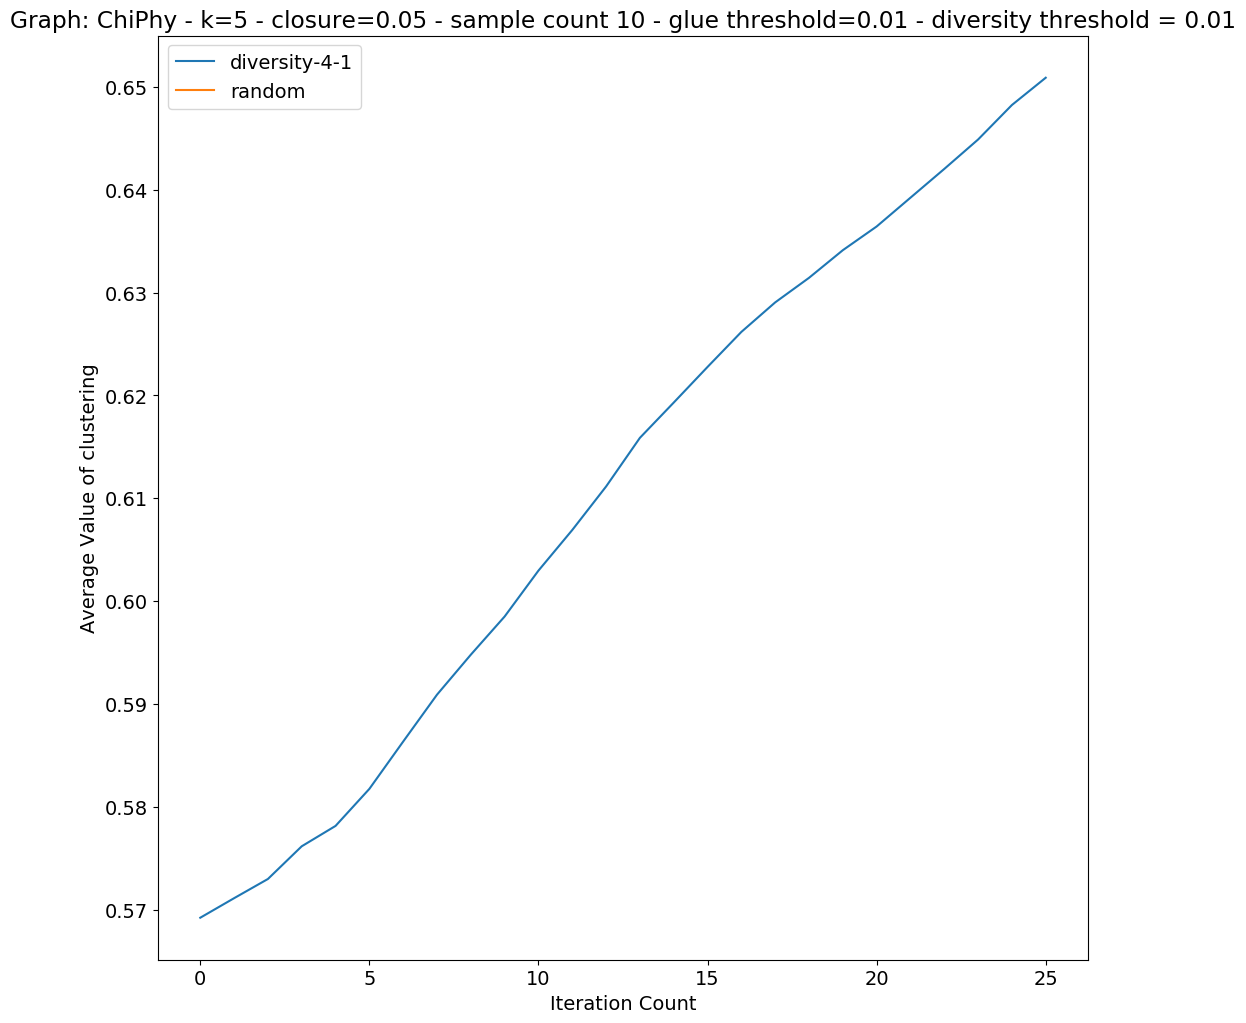 Graph: ChiPhy - k=5 - closure=0.05 - sample count 10 - glue threshold=0.01 - diversity threshold = 0.01
diversity-4-1
random
0.65
0.64
0.63
0.62
0.61
0.60
0.59
0.58
0.57
Average Value of clustering
0 5 10 15 20 25
Iteration Count